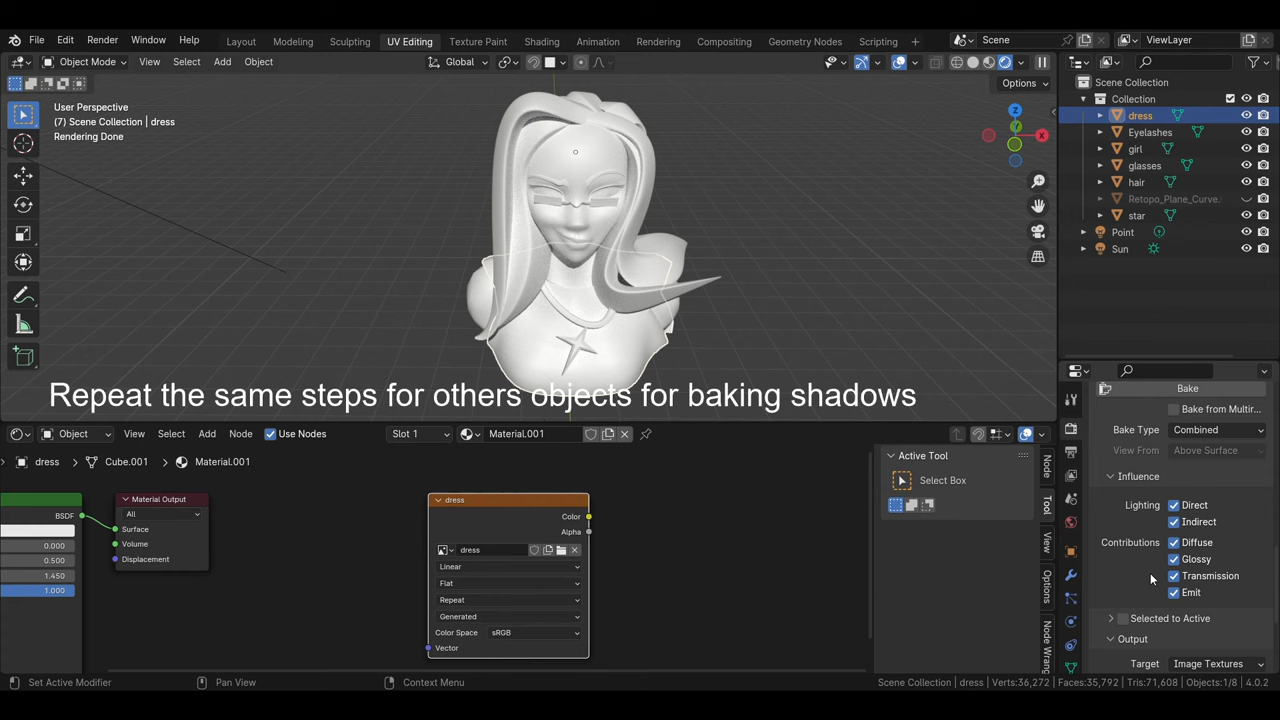 File Edit Render Window Help Layout Modeling Sculpting UV Editing Texture Paint Shading Animation Rendering Compositing Geometry Nodes Scripting + Scene ViewLayer
Object Mode View Select Add Object Global
Options
User Perspective
(7) Scene Collection | dress
Rendering Done
Z
Y
X
Scene Collection
Collection
dress
Eyelashes
girl
glasses
hair
Retopo_Plane_Curve.
star
Point
Sun
Repeat the same steps for others objects for baking shadows
Object View Select Add Node Use Nodes Slot 1 Material.001
dress > Cube.001 > Material.001
BSDF
0.000
0.500
1.450
1.000
Material Output
All
Surface
Volume
Displacement
dress
Color
Alpha
dress
Linear
Flat
Repeat
Generated
Color Space sRGB
Vector
Active Tool
Select Box
Node
Tool
View
Options
Node Wrang
Bake
Bake from Multir...
Bake Type Combined
View From Above Surface
Influence
Lighting Direct
Indirect
Contributions Diffuse
Glossy
Transmission
Emit
Selected to Active
Output
Target Image Textures
Set Active Modifier Pan View Context Menu Scene Collection | dress | Verts:36,272 | Faces:35,792 | Tris:71,608 | Objects:1/8 | 4.0.2